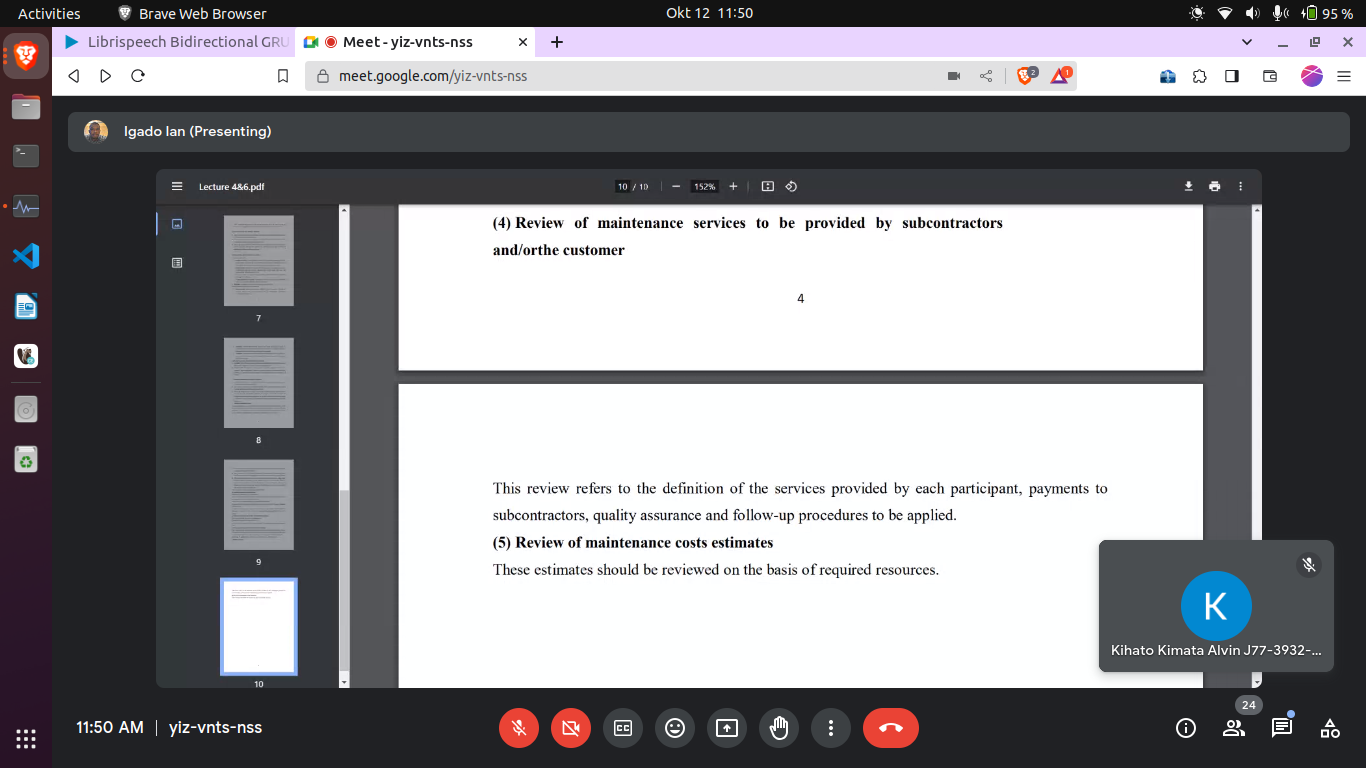 Activities
Brave Web Browser
Okt 12 11:50
95 %
Librispeech Bidirectional GRU
Meet - yiz-vnts-nss
meet.google.com/yiz-vnts-nss
2
1
Igado Ian (Presenting)
Lecture 4&6.pdf
10 / 10
152%
(4) Review of maintenance services to be provided by subcontractors
and/orthe customer
4
7
8
9
10
This review refers to the definition of the services provided by each participant, payments to
subcontractors, quality assurance and follow-up procedures to be applied.
(5) Review of maintenance costs estimates
These estimates should be reviewed on the basis of required resources.
K
Kihato Kimata Alvin J77-3932-...
11:50 AM | yiz-vnts-nss
24